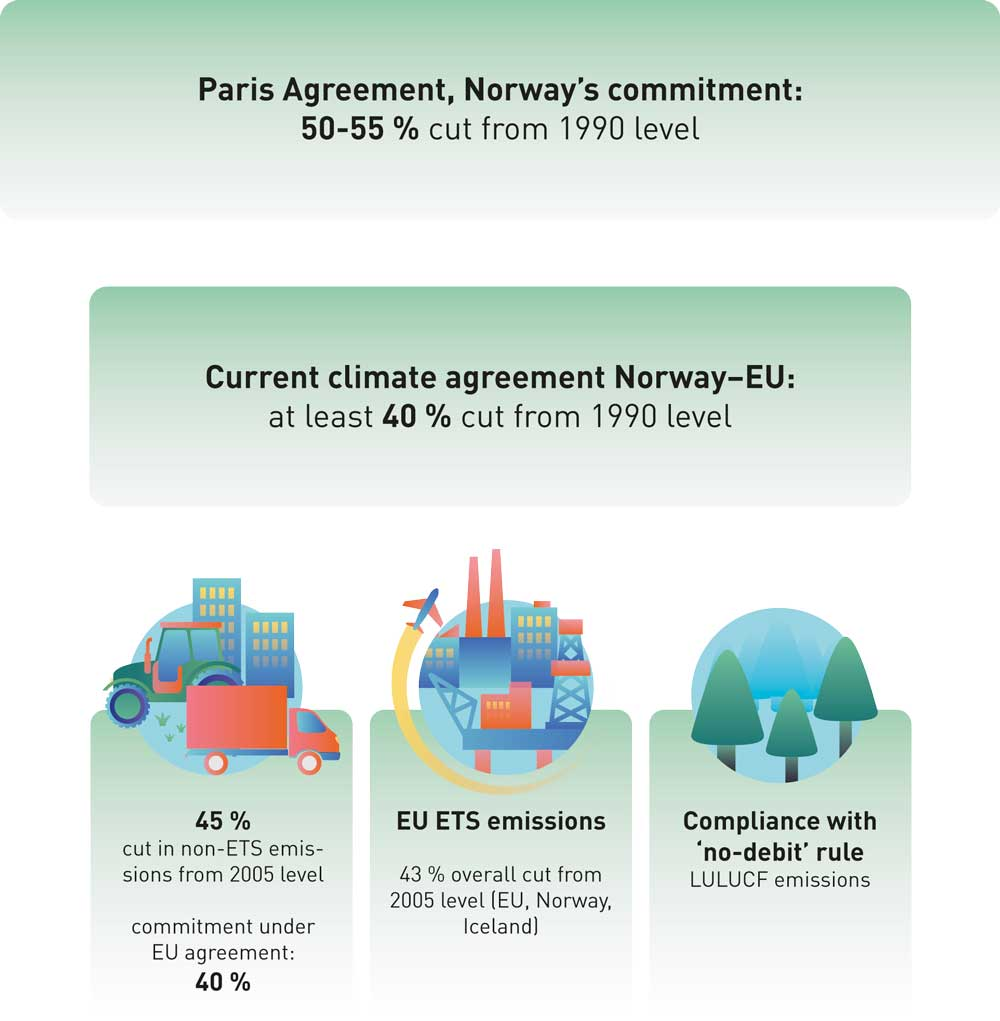 Paris Agreement, Norway’s commitment:
50-55 % cut from 1990 level
Current climate agreement Norway–EU:
at least 40 % cut from 1990 level
45 %
cut in non-ETS emis-
sions from 2005 level
commitment under
EU agreement:
40 %
EU ETS emissions
43 % overall cut from
2005 level (EU, Norway,
Iceland)
Compliance with
‘no-debit’ rule
LULUCF emissions